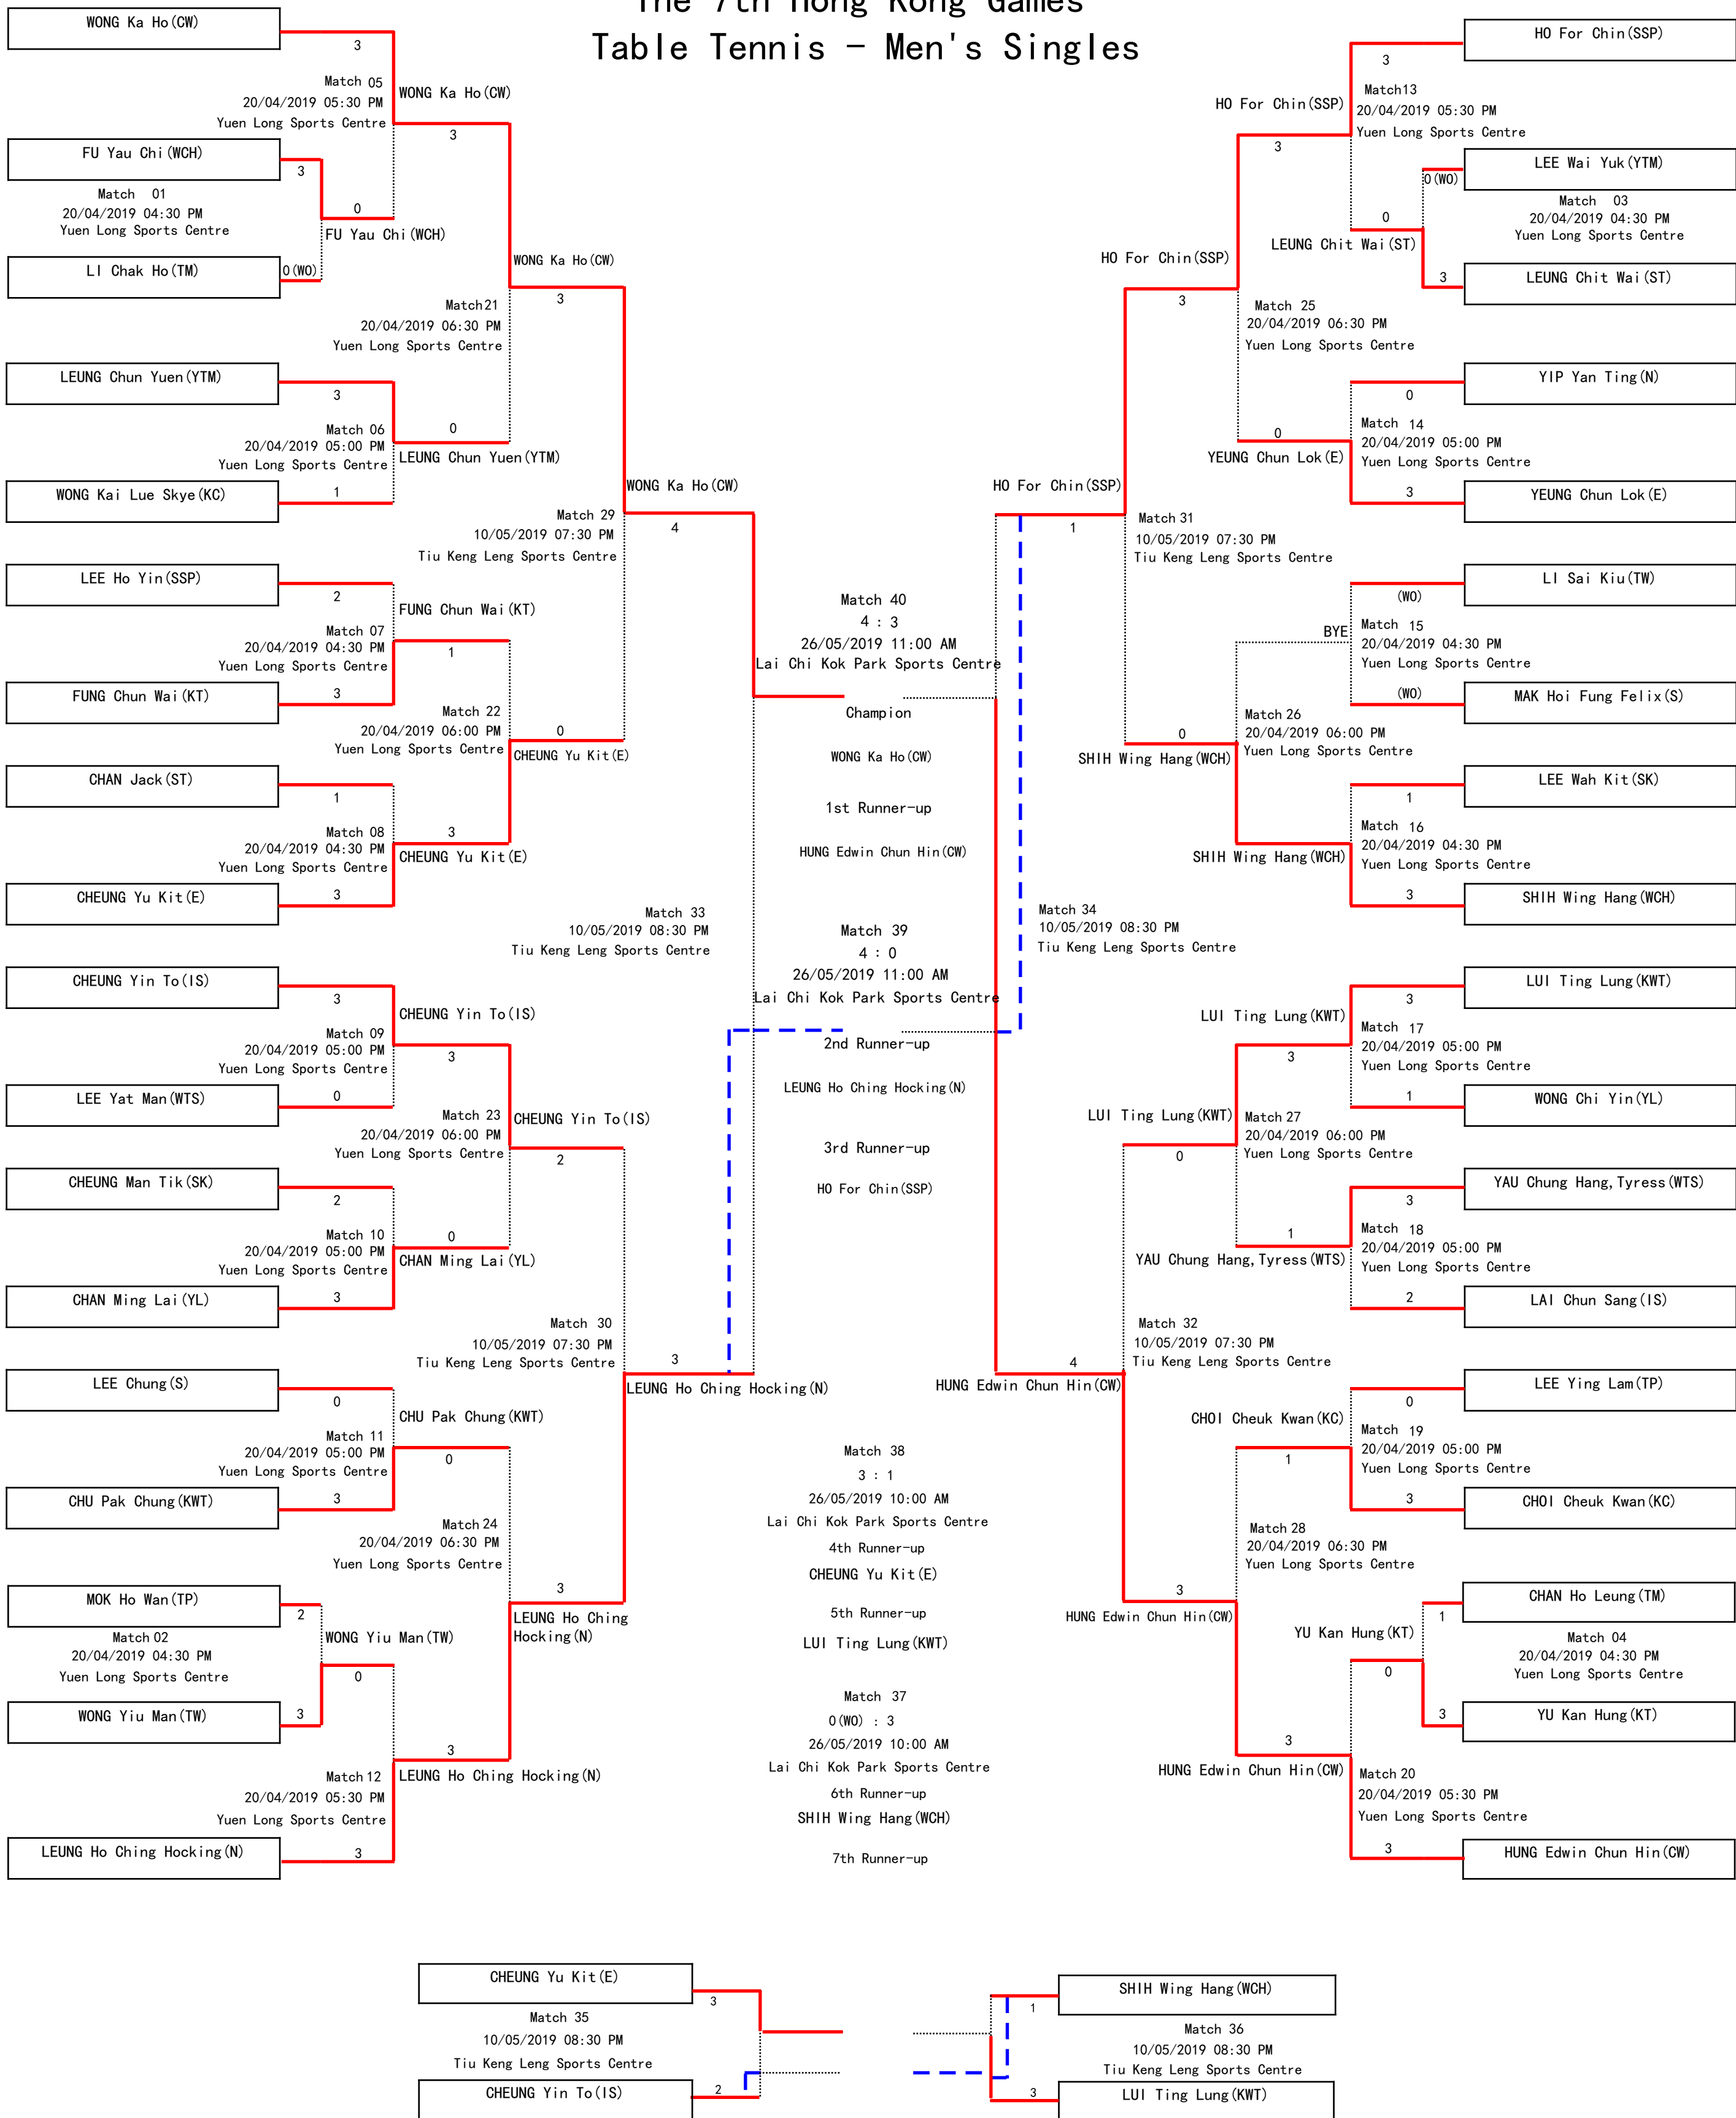 The 7th Hong Kong Games
Table Tennis – Men's Singles
WONG Ka Ho(CW)
3
Match 05
20/04/2019 05:30 PM
Yuen Long Sports Centre
WONG Ka Ho(CW)
3
FU Yau Chi(WCH)
3
Match 01
20/04/2019 04:30 PM
Yuen Long Sports Centre
0
FU Yau Chi(WCH)
LI Chak Ho(TM)
0(WO)
WONG Ka Ho(CW)
3
Match21
20/04/2019 06:30 PM
Yuen Long Sports Centre
LEUNG Chun Yuen(YTM)
3
Match 06
20/04/2019 05:00 PM
Yuen Long Sports Centre
0
LEUNG Chun Yuen(YTM)
WONG Kai Lue Skye(KC)
1
WONG Ka Ho(CW)
4
Match 29
10/05/2019 07:30 PM
Tiu Keng Leng Sports Centre
LEE Ho Yin(SSP)
2
FUNG Chun Wai(KT)
Match 07
20/04/2019 04:30 PM
Yuen Long Sports Centre
1
FUNG Chun Wai(KT)
3
Match 22
20/04/2019 06:00 PM
Yuen Long Sports Centre
0
CHEUNG Yu Kit(E)
CHAN Jack(ST)
1
Match 08
20/04/2019 04:30 PM
Yuen Long Sports Centre
3
CHEUNG Yu Kit(E)
CHEUNG Yu Kit(E)
3
Match 33
10/05/2019 08:30 PM
Tiu Keng Leng Sports Centre
CHEUNG Yin To(IS)
3
CHEUNG Yin To(IS)
Match 09
20/04/2019 05:00 PM
Yuen Long Sports Centre
3
LEE Yat Man(WTS)
0
Match 23
20/04/2019 06:00 PM
Yuen Long Sports Centre
CHEUNG Yin To(IS)
2
CHEUNG Man Tik(SK)
2
Match 10
20/04/2019 05:00 PM
Yuen Long Sports Centre
0
CHAN Ming Lai(YL)
CHAN Ming Lai(YL)
3
Match 30
10/05/2019 07:30 PM
Tiu Keng Leng Sports Centre
3
LEUNG Ho Ching Hocking(N)
LEE Chung(S)
0
CHU Pak Chung(KWT)
Match 11
20/04/2019 05:00 PM
Yuen Long Sports Centre
0
CHU Pak Chung(KWT)
3
Match 24
20/04/2019 06:30 PM
Yuen Long Sports Centre
3
LEUNG Ho Ching
Hocking(N)
MOK Ho Wan(TP)
2
Match 02
20/04/2019 04:30 PM
Yuen Long Sports Centre
WONG Yiu Man(TW)
0
WONG Yiu Man(TW)
3
3
LEUNG Ho Ching Hocking(N)
Match 12
20/04/2019 05:30 PM
Yuen Long Sports Centre
LEUNG Ho Ching Hocking(N)
3
Match 40
4 : 3
26/05/2019 11:00 AM
Lai Chi Kok Park Sports Centre
Champion
WONG Ka Ho(CW)
1st Runner-up
HUNG Edwin Chun Hin(CW)
Match 39
4 : 0
26/05/2019 11:00 AM
Lai Chi Kok Park Sports Centre
2nd Runner-up
LEUNG Ho Ching Hocking(N)
3rd Runner-up
HO For Chin(SSP)
Match 38
3 : 1
26/05/2019 10:00 AM
Lai Chi Kok Park Sports Centre
4th Runner-up
CHEUNG Yu Kit(E)
5th Runner-up
LUI Ting Lung(KWT)
Match 37
0(WO) : 3
26/05/2019 10:00 AM
Lai Chi Kok Park Sports Centre
6th Runner-up
SHIH Wing Hang(WCH)
7th Runner-up
HO For Chin(SSP)
3
HO For Chin(SSP)
Match13
20/04/2019 05:30 PM
Yuen Long Sports Centre
3
LEE Wai Yuk(YTM)
0(WO)
Match 03
20/04/2019 04:30 PM
Yuen Long Sports Centre
0
LEUNG Chit Wai(ST)
LEUNG Chit Wai(ST)
3
HO For Chin(SSP)
3
Match 25
20/04/2019 06:30 PM
Yuen Long Sports Centre
YIP Yan Ting(N)
0
Match 14
20/04/2019 05:00 PM
Yuen Long Sports Centre
0
YEUNG Chun Lok(E)
YEUNG Chun Lok(E)
3
HO For Chin(SSP)
1
Match 31
10/05/2019 07:30 PM
Tiu Keng Leng Sports Centre
LI Sai Kiu(TW)
(WO)
BYE
Match 15
20/04/2019 04:30 PM
Yuen Long Sports Centre
(WO)
MAK Hoi Fung Felix(S)
0
SHIH Wing Hang(WCH)
Match 26
20/04/2019 06:00 PM
Yuen Long Sports Centre
LEE Wah Kit(SK)
1
Match 16
20/04/2019 04:30 PM
Yuen Long Sports Centre
SHIH Wing Hang(WCH)
3
SHIH Wing Hang(WCH)
Match 34
10/05/2019 08:30 PM
Tiu Keng Leng Sports Centre
LUI Ting Lung(KWT)
3
LUI Ting Lung(KWT)
Match 17
20/04/2019 05:00 PM
Yuen Long Sports Centre
3
1
WONG Chi Yin(YL)
LUI Ting Lung(KWT)
0
Match 27
20/04/2019 06:00 PM
Yuen Long Sports Centre
YAU Chung Hang,Tyress(WTS)
3
Match 18
20/04/2019 05:00 PM
Yuen Long Sports Centre
1
YAU Chung Hang,Tyress(WTS)
2
LAI Chun Sang(IS)
Match 32
10/05/2019 07:30 PM
Tiu Keng Leng Sports Centre
4
HUNG Edwin Chun Hin(CW)
LEE Ying Lam(TP)
0
CHOI Cheuk Kwan(KC)
Match 19
20/04/2019 05:00 PM
Yuen Long Sports Centre
1
3
CHOI Cheuk Kwan(KC)
Match 28
20/04/2019 06:30 PM
Yuen Long Sports Centre
3
HUNG Edwin Chun Hin(CW)
CHAN Ho Leung(TM)
1
YU Kan Hung(KT)
Match 04
20/04/2019 04:30 PM
Yuen Long Sports Centre
0
3
YU Kan Hung(KT)
3
HUNG Edwin Chun Hin(CW)
Match 20
20/04/2019 05:30 PM
Yuen Long Sports Centre
3
HUNG Edwin Chun Hin(CW)
CHEUNG Yu Kit(E)
3
Match 35
10/05/2019 08:30 PM
Tiu Keng Leng Sports Centre
CHEUNG Yin To(IS)
2
SHIH Wing Hang(WCH)
1
Match 36
10/05/2019 08:30 PM
Tiu Keng Leng Sports Centre
3
LUI Ting Lung(KWT)